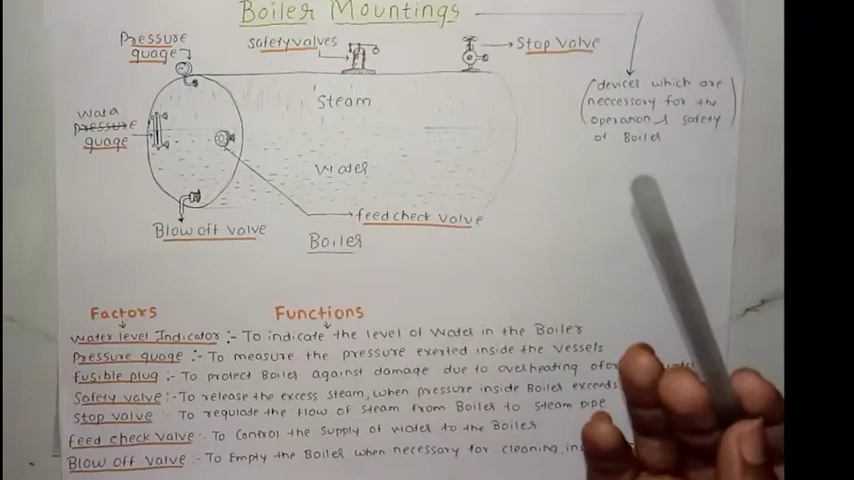 Boiler Mountings
Pressure
guage
safety valves
Stop valve
devices which are
neccessory for the
operation & safety
of Boiler
Steam
Wata
pressure
guage
Water
Blow off valve
feed check valve
Boiler
Factors
Functions
Water level Indicator :- To indicate the level of water in the Boiler
Pressure guage :- To measure the pressure exerted inside the vessels
fusible plug :- To protect Boiler against damage due to overheating
Safety valve :- To release the excess steam, when pressure inside Boiler exceeds
Stop valve :- To regulade the flow of steam from Boiler to steam pipe
feed check valve :- To Control the supply of water to the Boiler
Blow off valve :- To Empty the Boiler when necessary for cleaning,